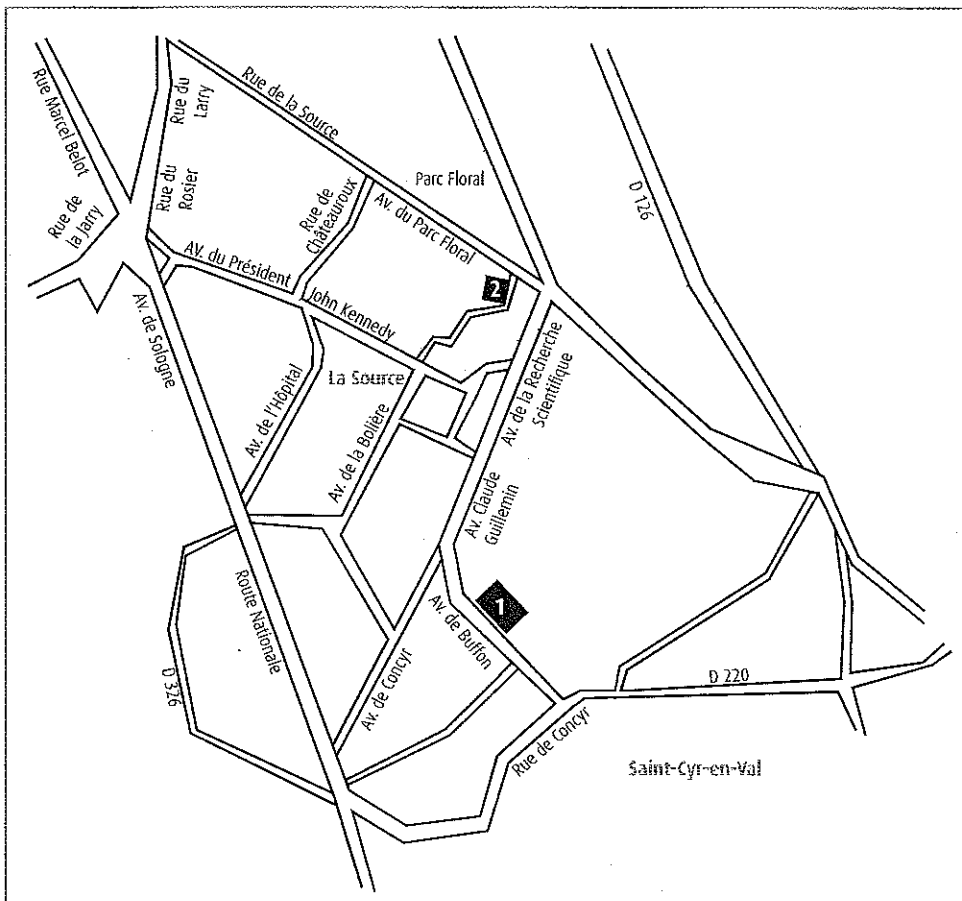 Rue Marcel Belot
Rue du
Larry
Rue de la Source
Parc Floral
D 126
Rue de
la Jarry
Rue du
Rosier
Rue de
Châteauroux
Av. du Parc Floral
Av. du Président
John Kennedy
2
Av. de Sologne
La Source
Av. de l'Hôpital
Av. de la Bolière
Av. de la Recherche
Scientifique
Av. Claude
Guillemin
Route Nationale
1
Av. de Buffon
D 326
Av. de Concyr
D 220
Rue de Concyr
Saint-Cyr-en-Val